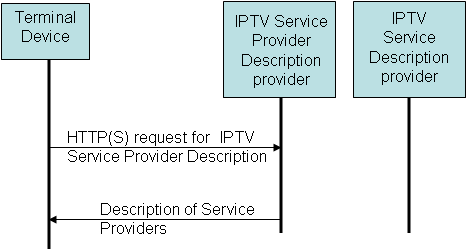 Terminal
Device
IPTV Service
Provider
Description
provider
IPTV
Service
Description
provider
HTTP(S) request for IPTV
Service Provider Description
Description of Service
Providers